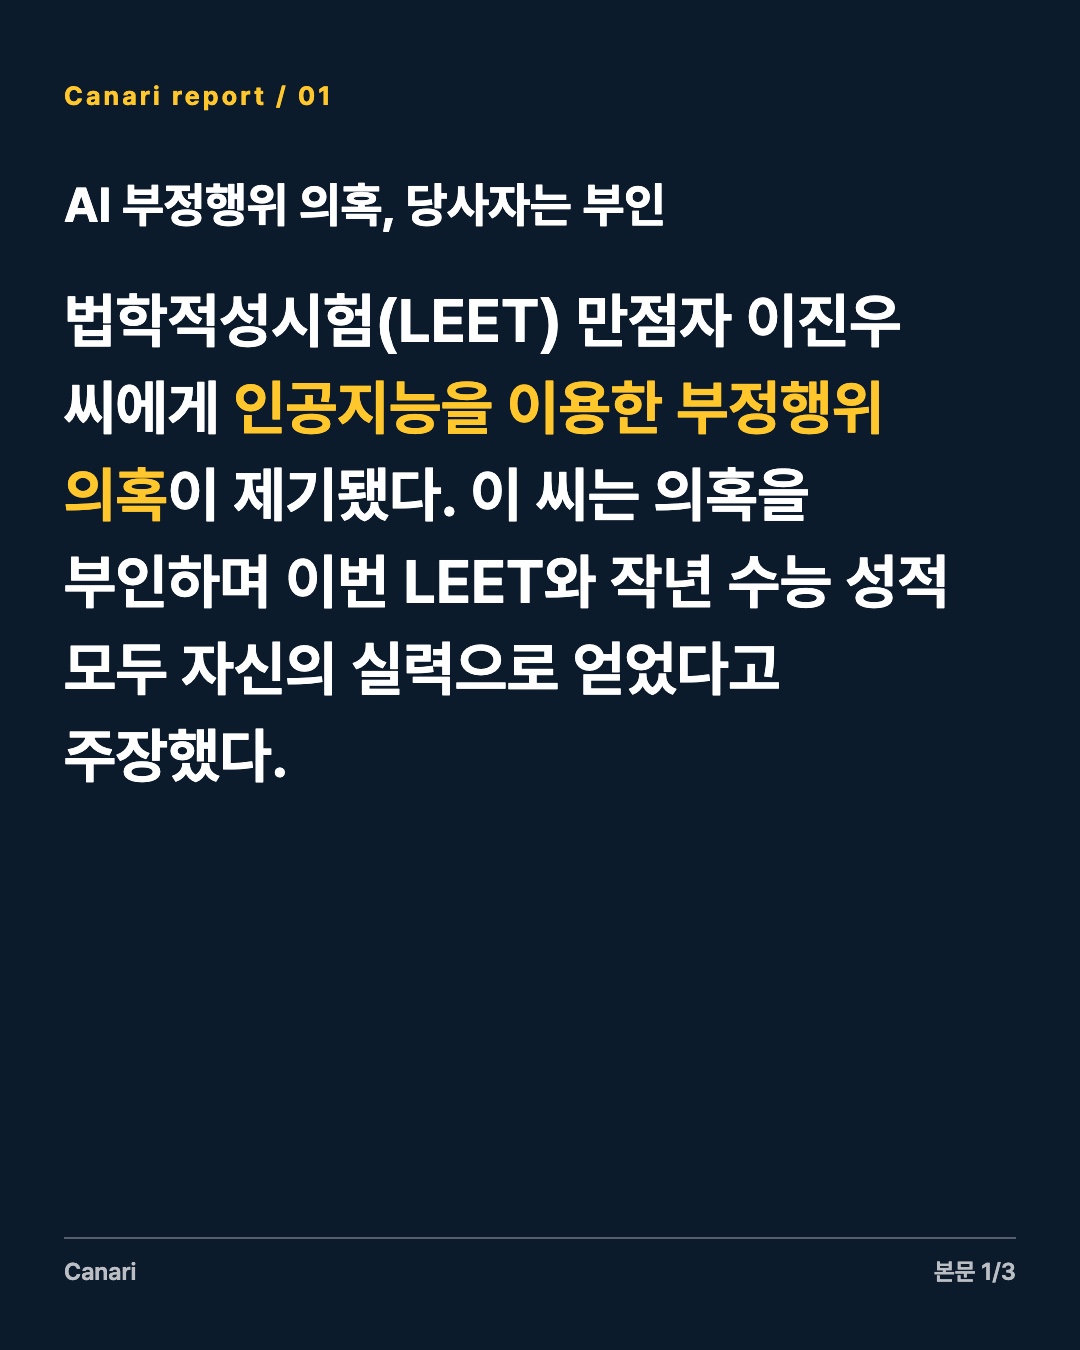 Canari report / 01
AI 부정행위 의혹, 당사자는 부인
법학적성시험(LEET) 만점자 이진우
씨에게 인공지능을 이용한 부정행위
의혹이 제기됐다. 이 씨는 의혹을
부인하며 이번 LEET와 작년 수능 성적
모두 자신의 실력으로 얻었다고
주장했다.
Canari
본문 1/3